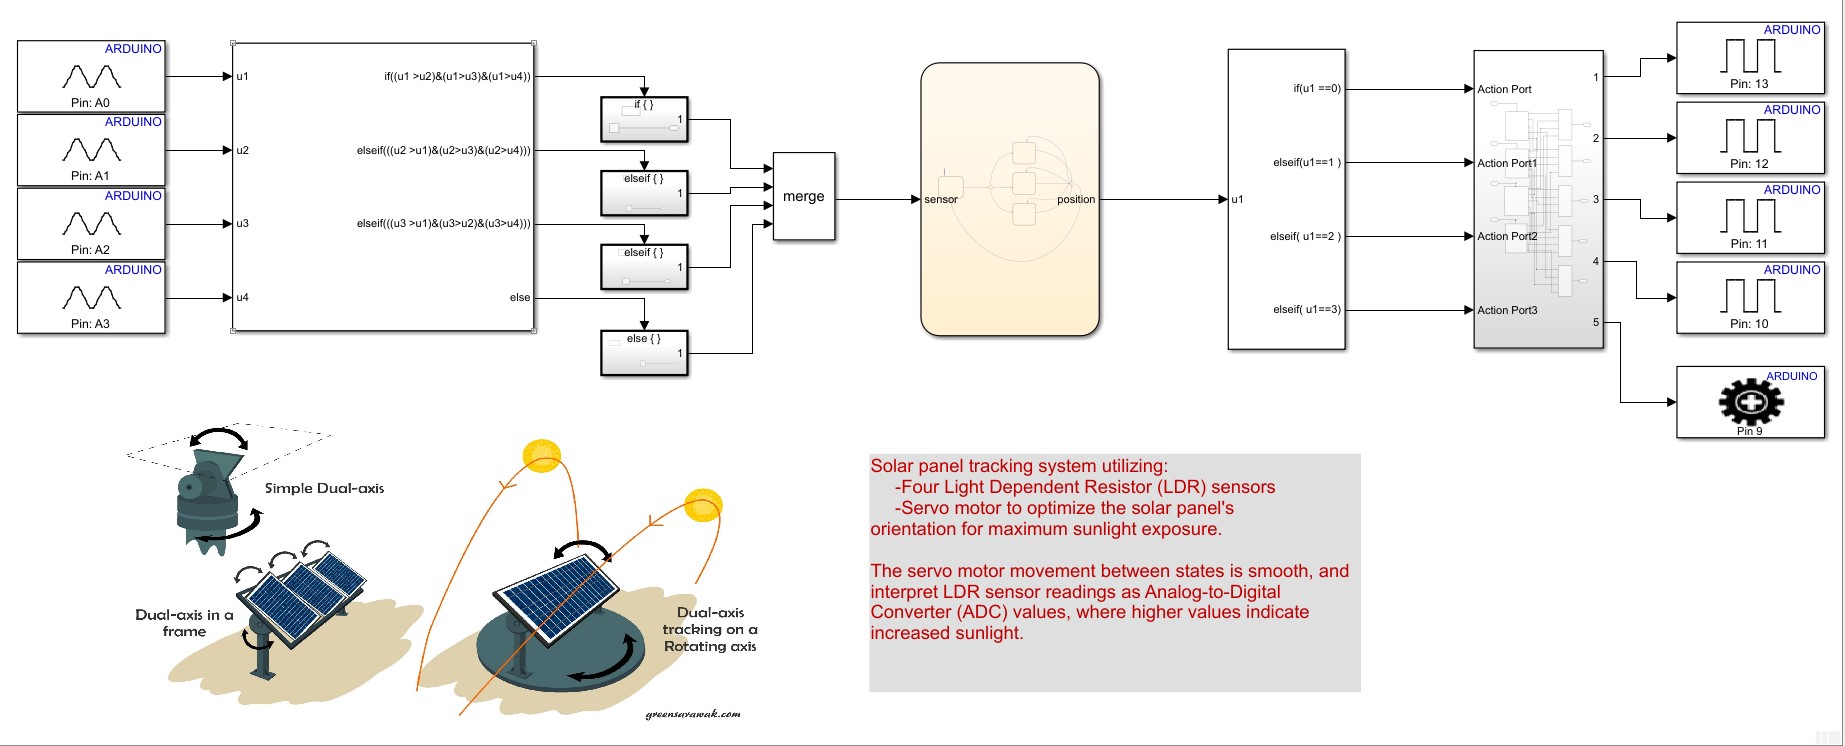 ARDUINO
Pin: A0
ARDUINO
Pin: A1
ARDUINO
Pin: A2
ARDUINO
Pin: A3
u1
u2
u3
u4
if((u1 >u2)&(u1>u3)&(u1>u4))
elseif(((u2 >u1)&(u2>u3)&(u2>u4)))
elseif(((u3 >u1)&(u3>u2)&(u3>u4)))
else
if { }
1
elseif { }
1
elseif { }
1
else { }
1
merge
sensor
position
u1
if(u1 ==0)
elseif(u1==1 )
elseif( u1==2 )
elseif( u1==3)
Action Port
Action Port1
Action Port2
Action Port3
1
2
3
4
5
ARDUINO
Pin: 13
ARDUINO
Pin: 12
ARDUINO
Pin: 11
ARDUINO
Pin: 10
ARDUINO
Pin 9
Simple Dual-axis
Dual-axis in a
frame
Dual-axis
tracking on a
Rotating axis
greensarawak.com
Solar panel tracking system utilizing:
-Four Light Dependent Resistor (LDR) sensors
-Servo motor to optimize the solar panel's
orientation for maximum sunlight exposure.
The servo motor movement between states is smooth, and
interpret LDR sensor readings as Analog-to-Digital
Converter (ADC) values, where higher values indicate
increased sunlight.